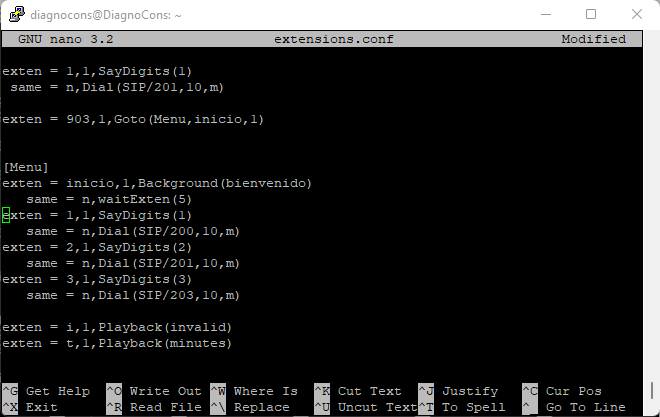 diagnocons@DiagnoCons: ~
GNU nano 3.2 extensions.conf Modified
exten = 1,1,SayDigits(1)
same = n,Dial(SIP/201,10,m)
exten = 903,1,Goto(Menu,inicio,1)
[Menu]
exten = inicio,1,Background(bienvenido)
same = n,waitExten(5)
exten = 1,1,SayDigits(1)
same = n,Dial(SIP/200,10,m)
exten = 2,1,SayDigits(2)
same = n,Dial(SIP/201,10,m)
exten = 3,1,SayDigits(3)
same = n,Dial(SIP/203,10,m)
exten = i,1,Playback(invalid)
exten = t,1,Playback(minutes)
^G Get Help ^O Write Out ^W Where Is ^K Cut Text ^J Justify ^C Cur Pos
^X Exit ^R Read File ^\ Replace ^U Uncut Text^T To Spell ^_ Go To Line